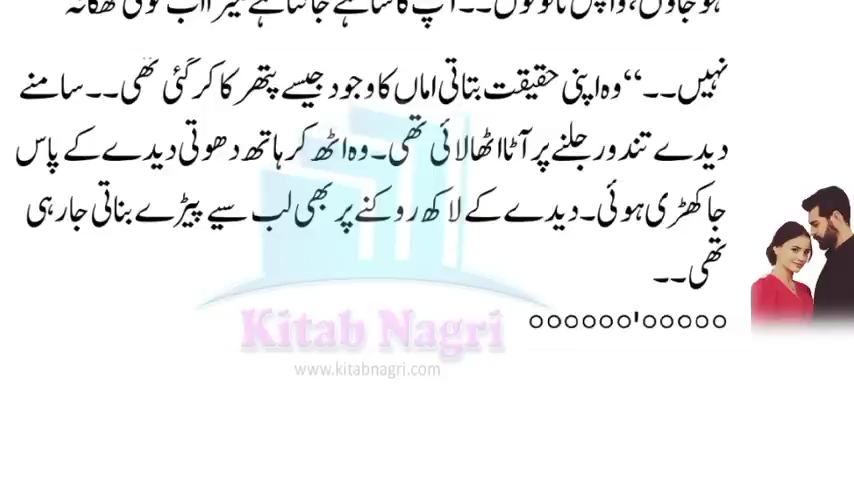 نہیں۔۔“ وہ اپنی حقیقت بتاتی اماں کا وجود جیسے پتھر کا کر گئی تھی۔۔ سامنے
دیدے تندور جلنے پر آٹا اٹھا لائی تھی۔ وہ اٹھ کر ہاتھ دھوتی دیدے کے پاس
جا کھڑی ہوئی۔ دیدے کے لاکھ روکنے پر بھی لب سیے پیڑے بناتی جا رہی
تھی۔۔
○○○○○○'○○○○○
Kitab Nagri
www.kitabnagri.com